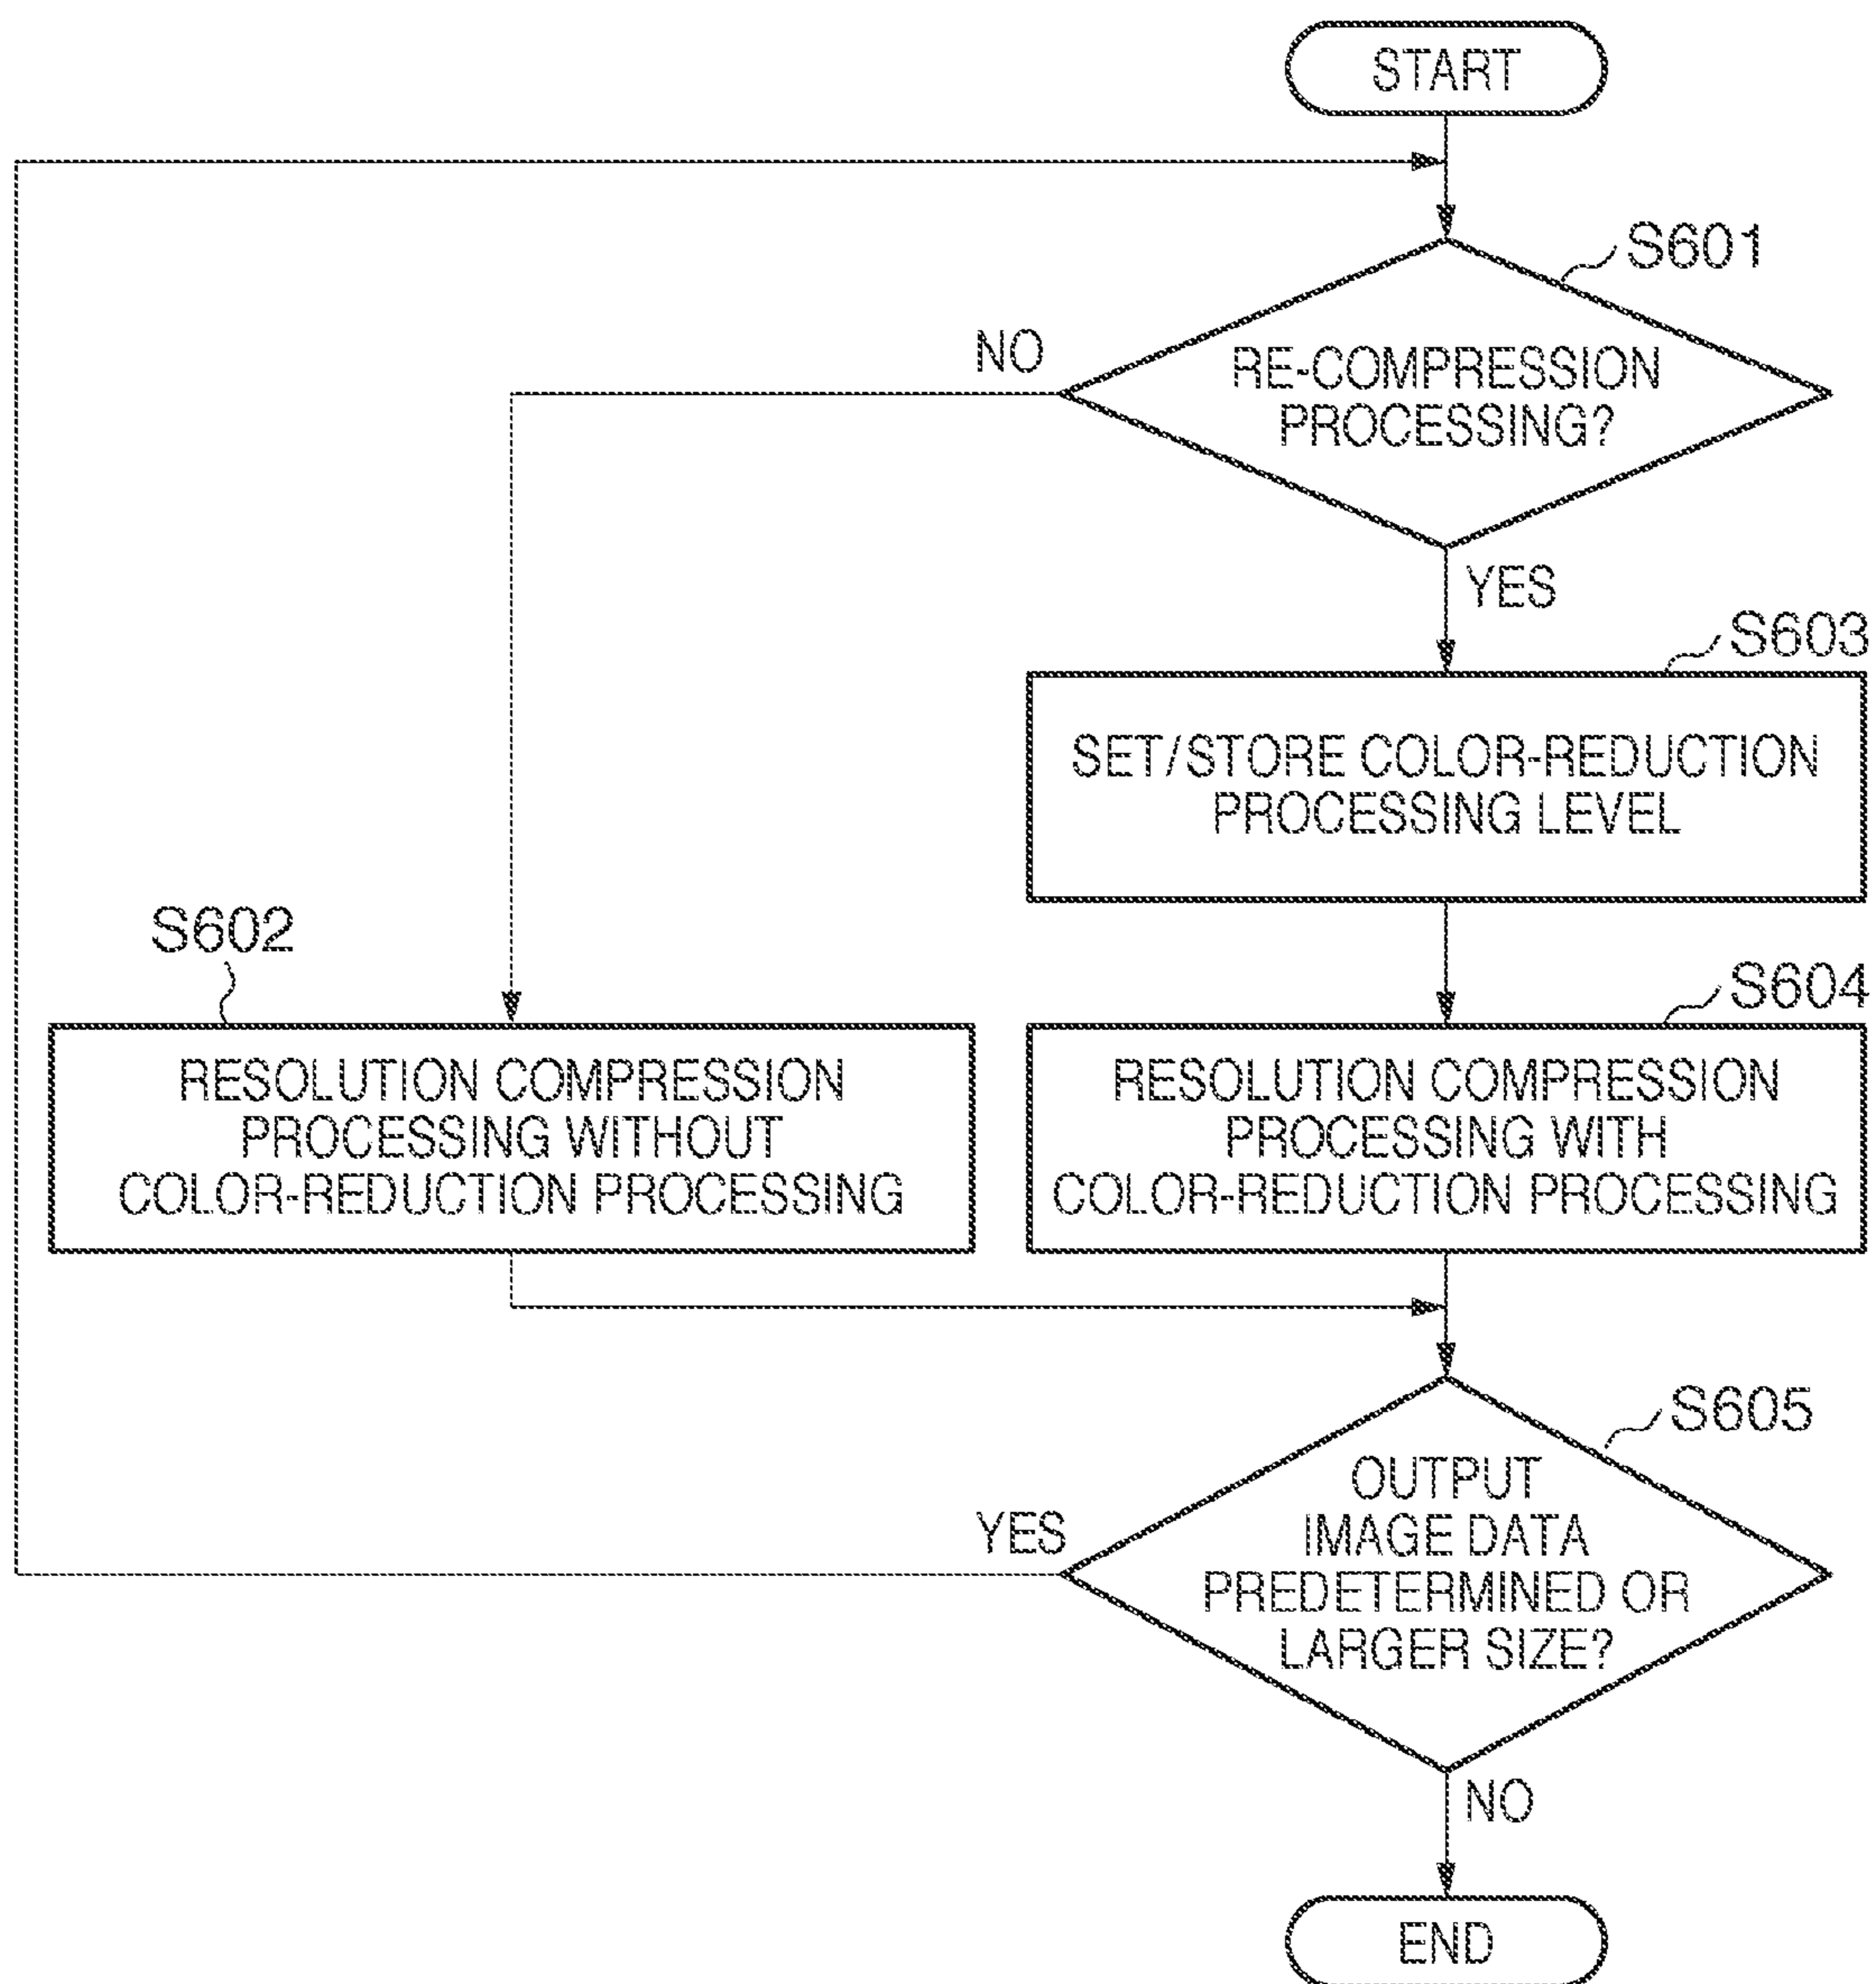 START
S601
NO
RE-COMPRESSION
PROCESSING?
YES
S603
SET/STORE COLOR-REDUCTION
PROCESSING LEVEL
S602
S604
RESOLUTION COMPRESSION
PROCESSING WITHOUT
COLOR-REDUCTION PROCESSING
RESOLUTION COMPRESSION
PROCESSING WITH
COLOR-REDUCTION PROCESSING
S605
YES
OUTPUT
IMAGE DATA
PREDETERMINED OR
LARGER SIZE?
NO
END